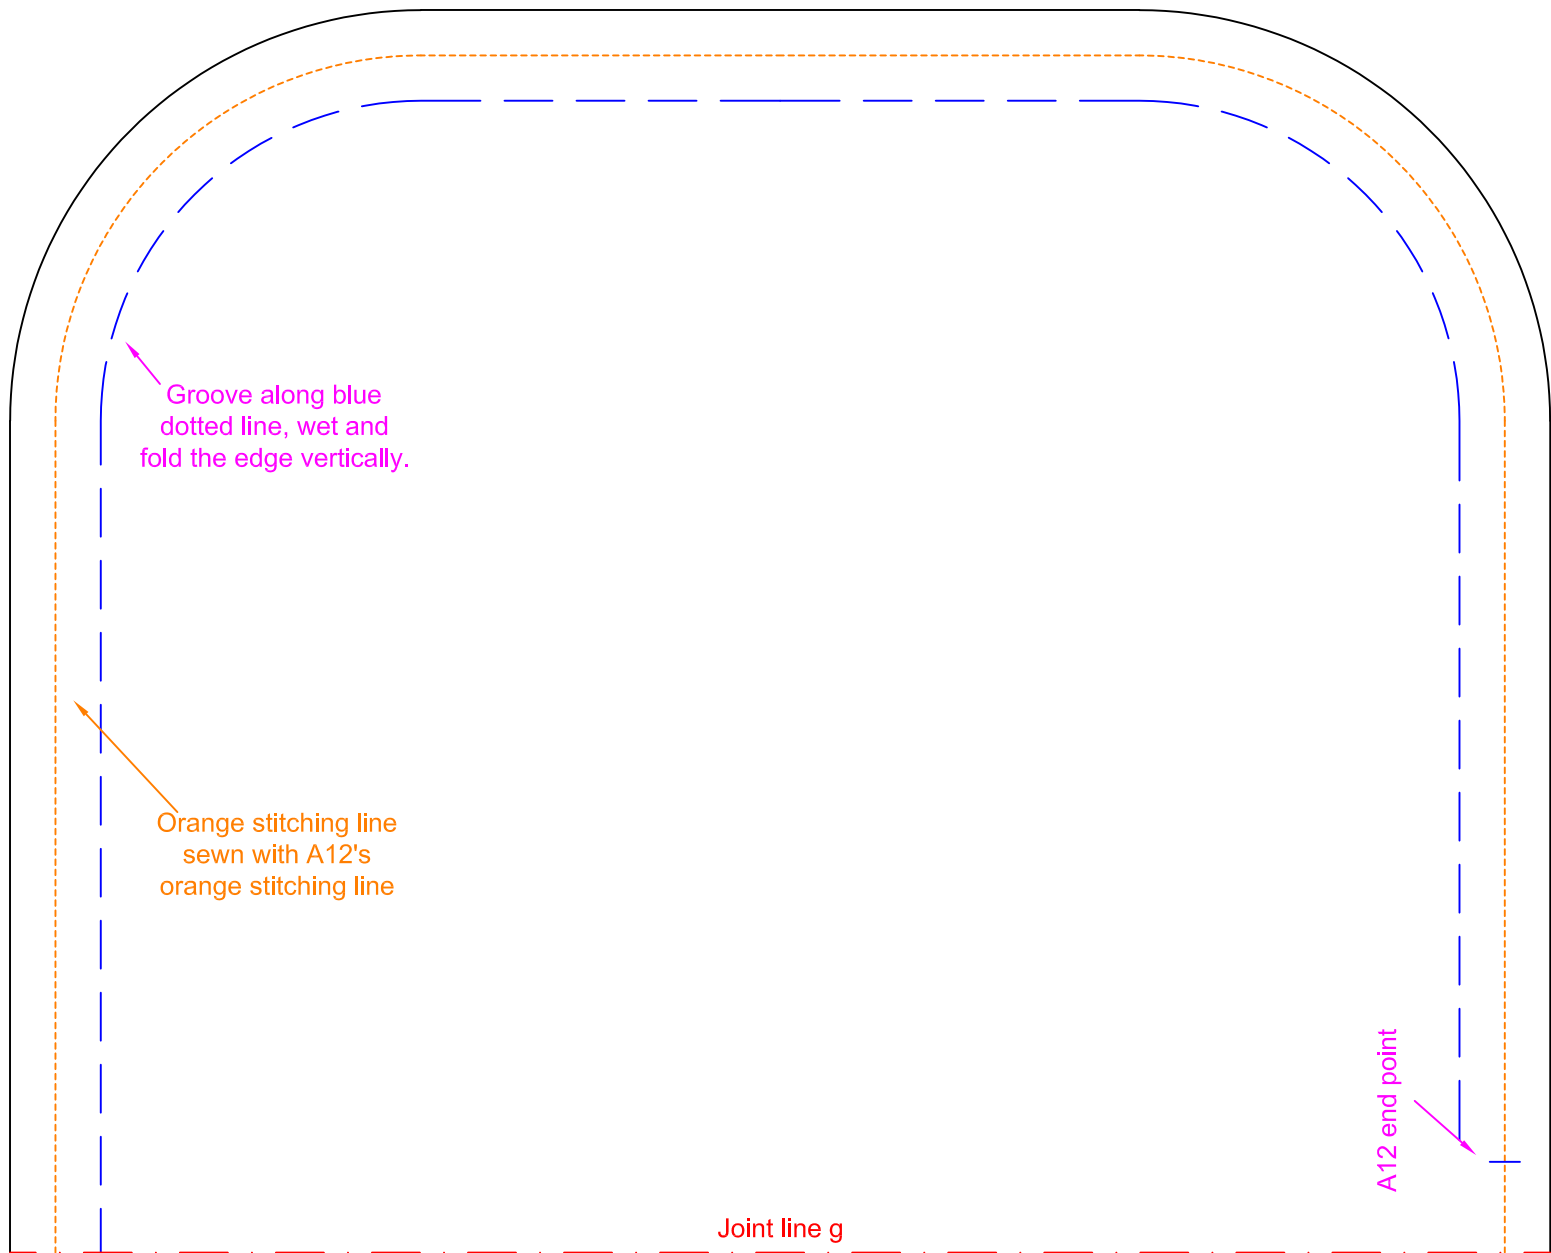 Groove along blue
dotted line, wet and
fold the edge vertically.
Orange stitching line
sewn with A12's
orange stitching line
A12 end point
Joint line g